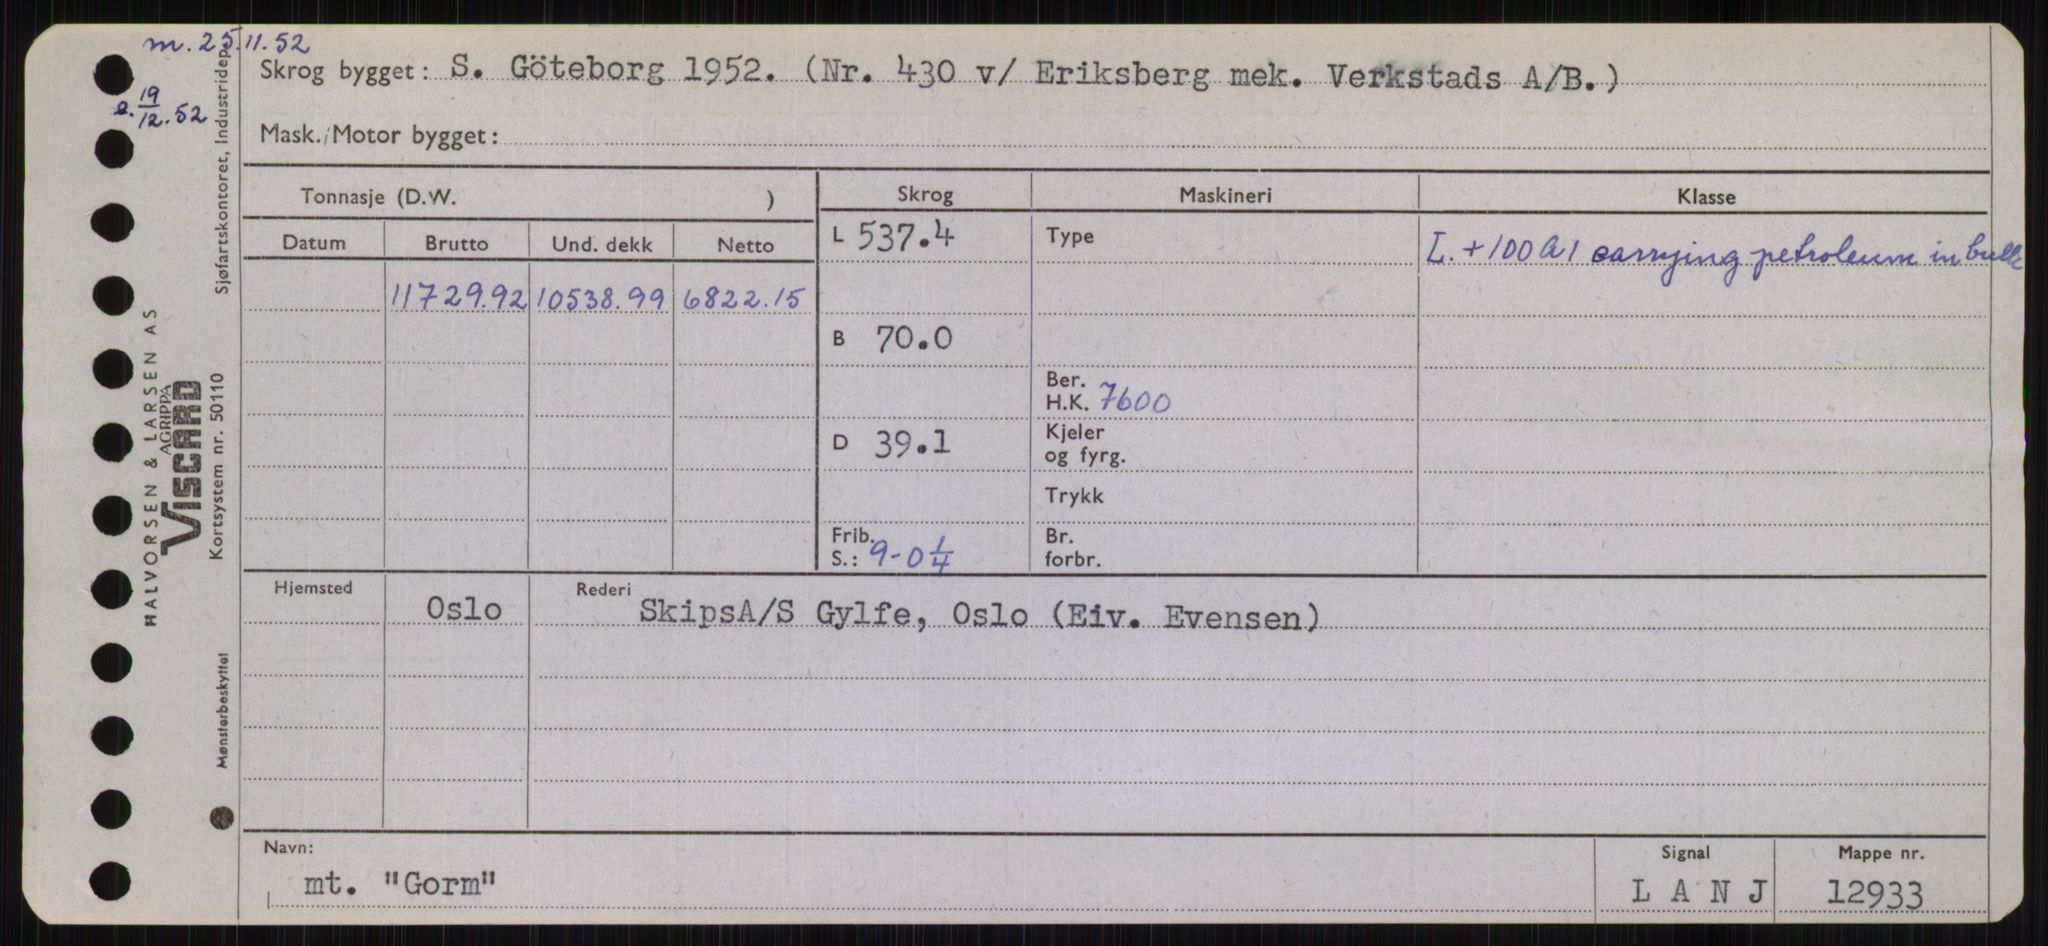 m. 25.11.52
e. 19/12.52
Skrog bygget: S. Göteborg 1952. (Nr. 430 v/ Eriksberg mek. Verkstads A/B.)
Mask./Motor bygget:
Tonnasje (D.W. )
Skrog Maskineri Klasse
Datum Brutto Und. dekk Netto
L 537.4 Type L. +100 A1 carrying petroleum in bulk
11729.92 10538.99 6822.15
B 70.0
Ber.
H.K. 7600
D 39.1 Kjeler
og fyrg.
Trykk
Frib. Br.
S.: 9-0 1/4 forbr.
Hjemsted Rederi
Oslo SkipsA/S Gylfe, Oslo (Eiv. Evensen)
Navn: Signal Mappe nr.
mt. "Gorm" L A N J 12933
HALVORSEN & LARSEN AS
AGRIPPA
VISCARD
Kortsystem nr. 50110
Sjøfartskontoret, Industridep.
Mønsterbeskyttet